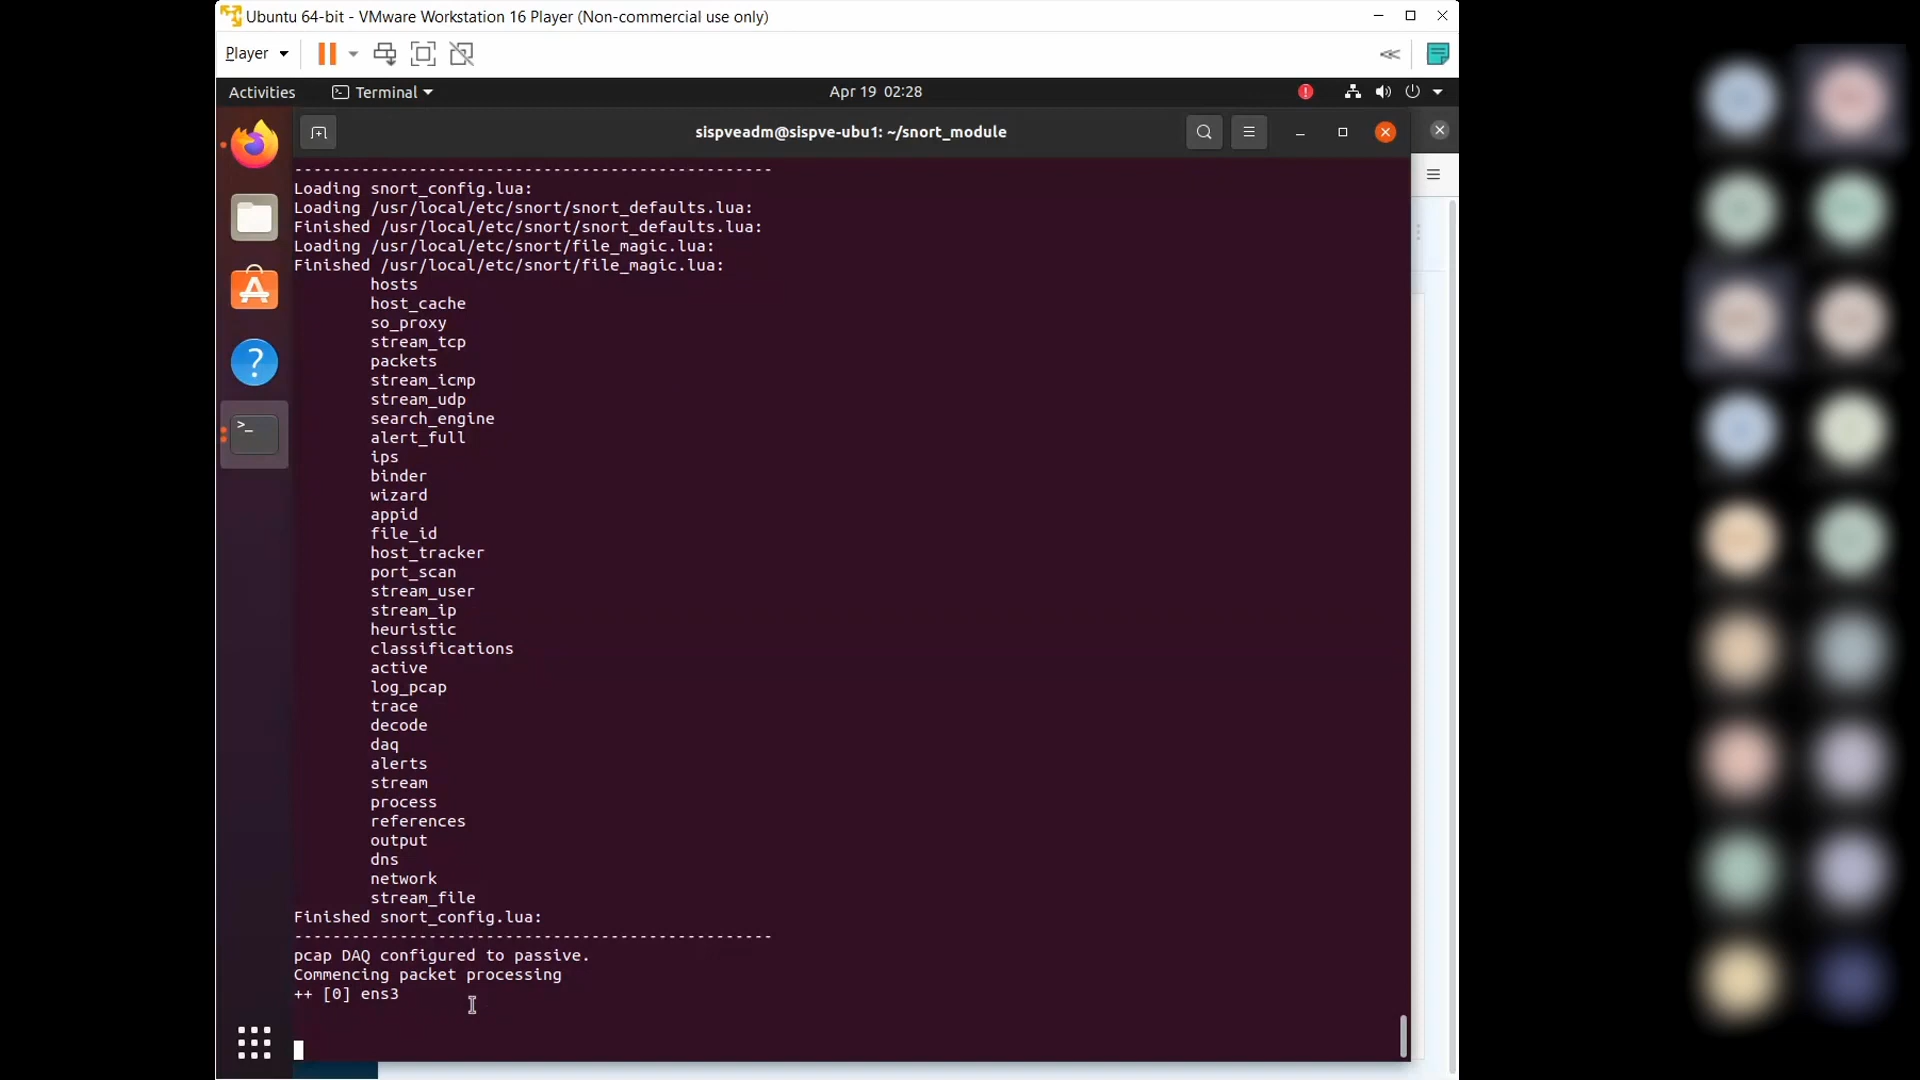 Ubuntu 64-bit - VMware Workstation 16 Player (Non-commercial use only)
Player
Activities
Terminal
Apr 19 02:28
sispveadm@sispve-ubu1: ~/snort_module
--------------------------------------------------
Loading snort_config.lua:
Loading /usr/local/etc/snort/snort_defaults.lua:
Finished /usr/local/etc/snort/snort_defaults.lua:
Loading /usr/local/etc/snort/file_magic.lua:
Finished /usr/local/etc/snort/file_magic.lua:
hosts
host_cache
so_proxy
stream_tcp
packets
stream_icmp
stream_udp
search_engine
alert_full
ips
binder
wizard
appid
file_id
host_tracker
port_scan
stream_user
stream_ip
heuristic
classifications
active
log_pcap
trace
decode
daq
alerts
stream
process
references
output
dns
network
stream_file
Finished snort_config.lua:
--------------------------------------------------
pcap DAQ configured to passive.
Commencing packet processing
++ [0] ens3